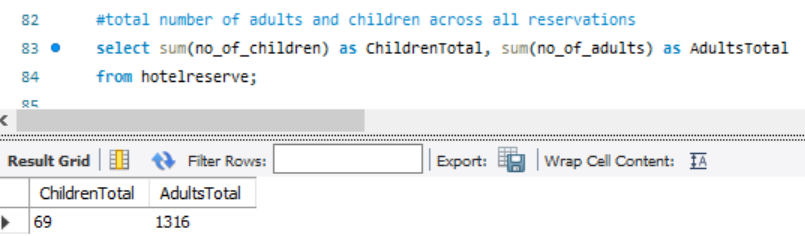 82 #total number of adults and children across all reservations
83 select sum(no_of_children) as ChildrenTotal, sum(no_of_adults) as AdultsTotal
84 from hotelreserve;
85
Result Grid Filter Rows: Export: Wrap Cell Content: IA
ChildrenTotal AdultsTotal
69 1316